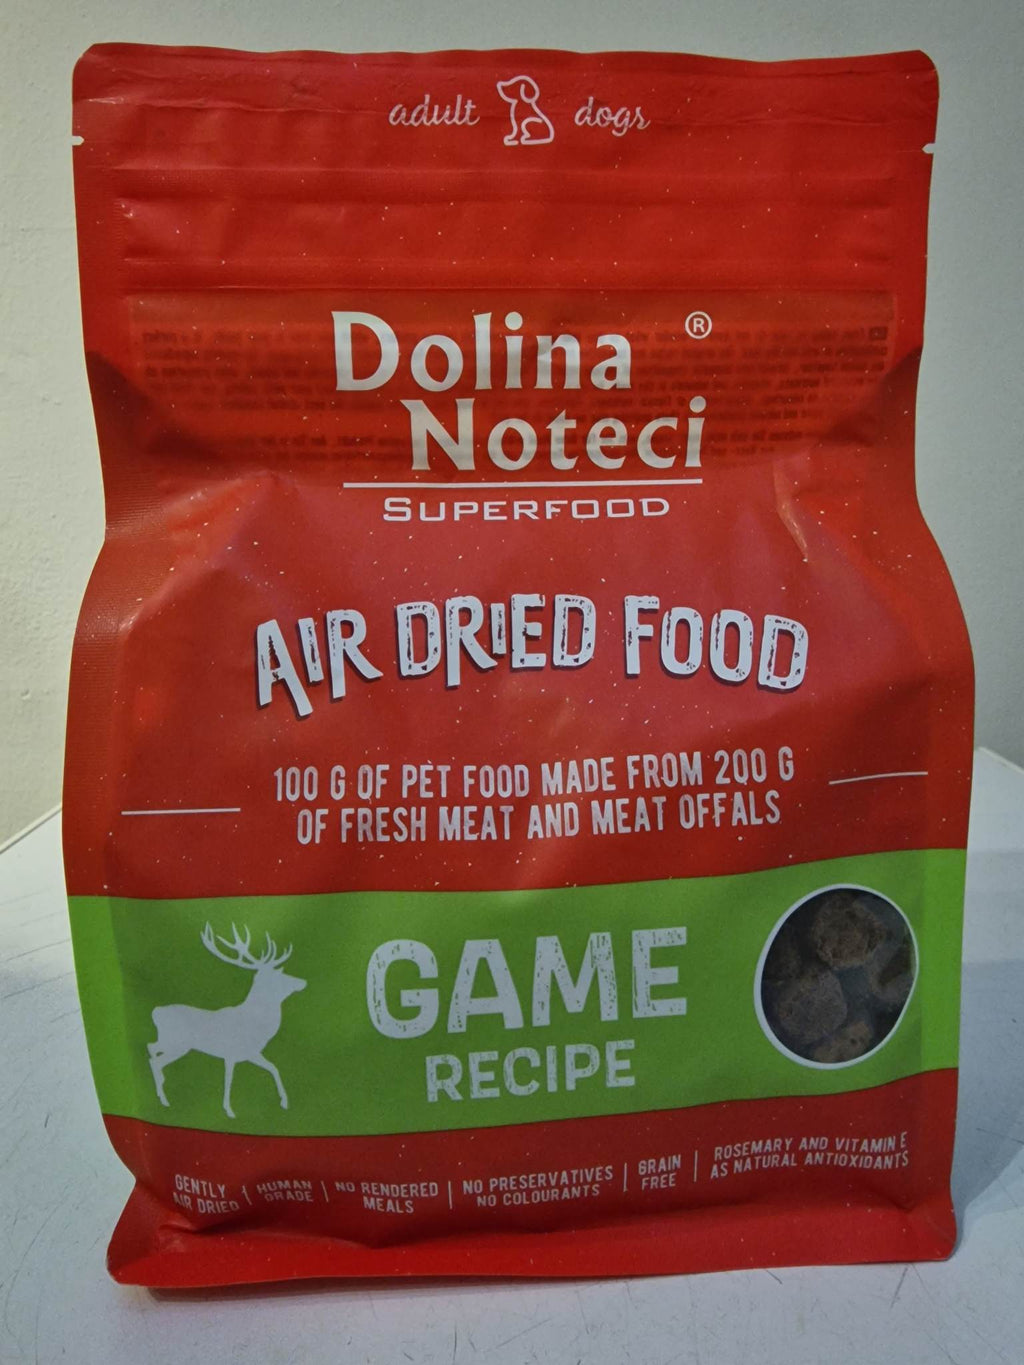 adult dogs
Dolina ®
Noteci
SUPERFOOD
AIR DRIED FOOD
100 G OF PET FOOD MADE FROM 200 G
OF FRESH MEAT AND MEAT OFFALS
GAME
RECIPE
GENTLY
AIR DRIED
HUMAN
GRADE
NO RENDERED
MEALS
NO PRESERVATIVES
NO COLOURANTS
GRAIN
FREE
ROSEMARY AND VITAMIN E
AS NATURAL ANTIOXIDANTS